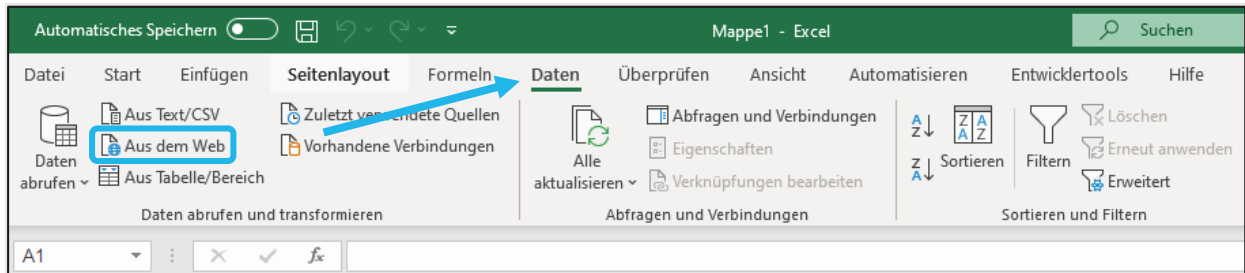 Automatisches Speichern Mappe1 - Excel Suchen
Datei Start Einfügen Seitenlayout Formeln Daten Überprüfen Ansicht Automatisieren Entwicklertools Hilfe
Aus Text/CSV Zuletzt verwendete Quellen Abfragen und Verbindungen Löschen
Aus dem Web Vorhandene Verbindungen Eigenschaften Erneut anwenden
Daten abrufen Aus Tabelle/Bereich Alle aktualisieren Verknüpfungen bearbeiten Sortieren Filtern Erweitert
Daten abrufen und transformieren Abfragen und Verbindungen Sortieren und Filtern
A1 fx